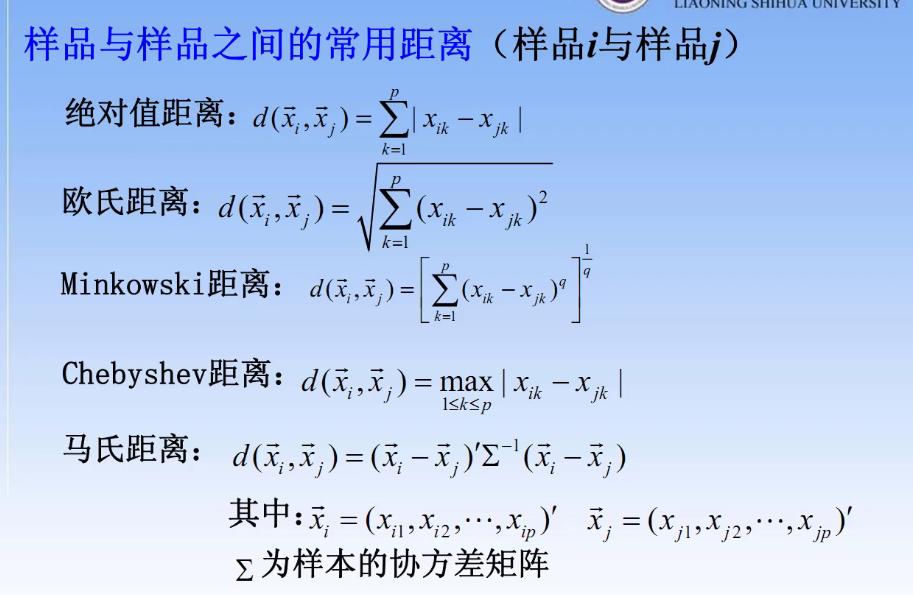 LIAONING SHIHUA UNIVERSITY
样品与样品之间的常用距离（样品i与样品j）
绝对值距离：$d(\vec{x}_i,\vec{x}_j)=\sum_{k=1}^{p}|x_{ik}-x_{jk}|$
欧氏距离：$d(\vec{x}_i,\vec{x}_j)=\sqrt{\sum_{k=1}^{p}(x_{ik}-x_{jk})^2}$
Minkowski距离：$d(\vec{x}_i,\vec{x}_j)=\left[\sum_{k=1}^{p}(x_{ik}-x_{jk})^q\right]^{\frac{1}{q}}$
Chebyshev距离：$d(\vec{x}_i,\vec{x}_j)=\max_{1\le k\le p}|x_{ik}-x_{jk}|$
马氏距离：$d(\vec{x}_i,\vec{x}_j)=(\vec{x}_i-\vec{x}_j)'\Sigma^{-1}(\vec{x}_i-\vec{x}_j)$
其中：$\vec{x}_i=(x_{i1},x_{i2},\cdots,x_{ip})'$ $\vec{x}_j=(x_{j1},x_{j2},\cdots,x_{jp})'$
Σ为样本的协方差矩阵